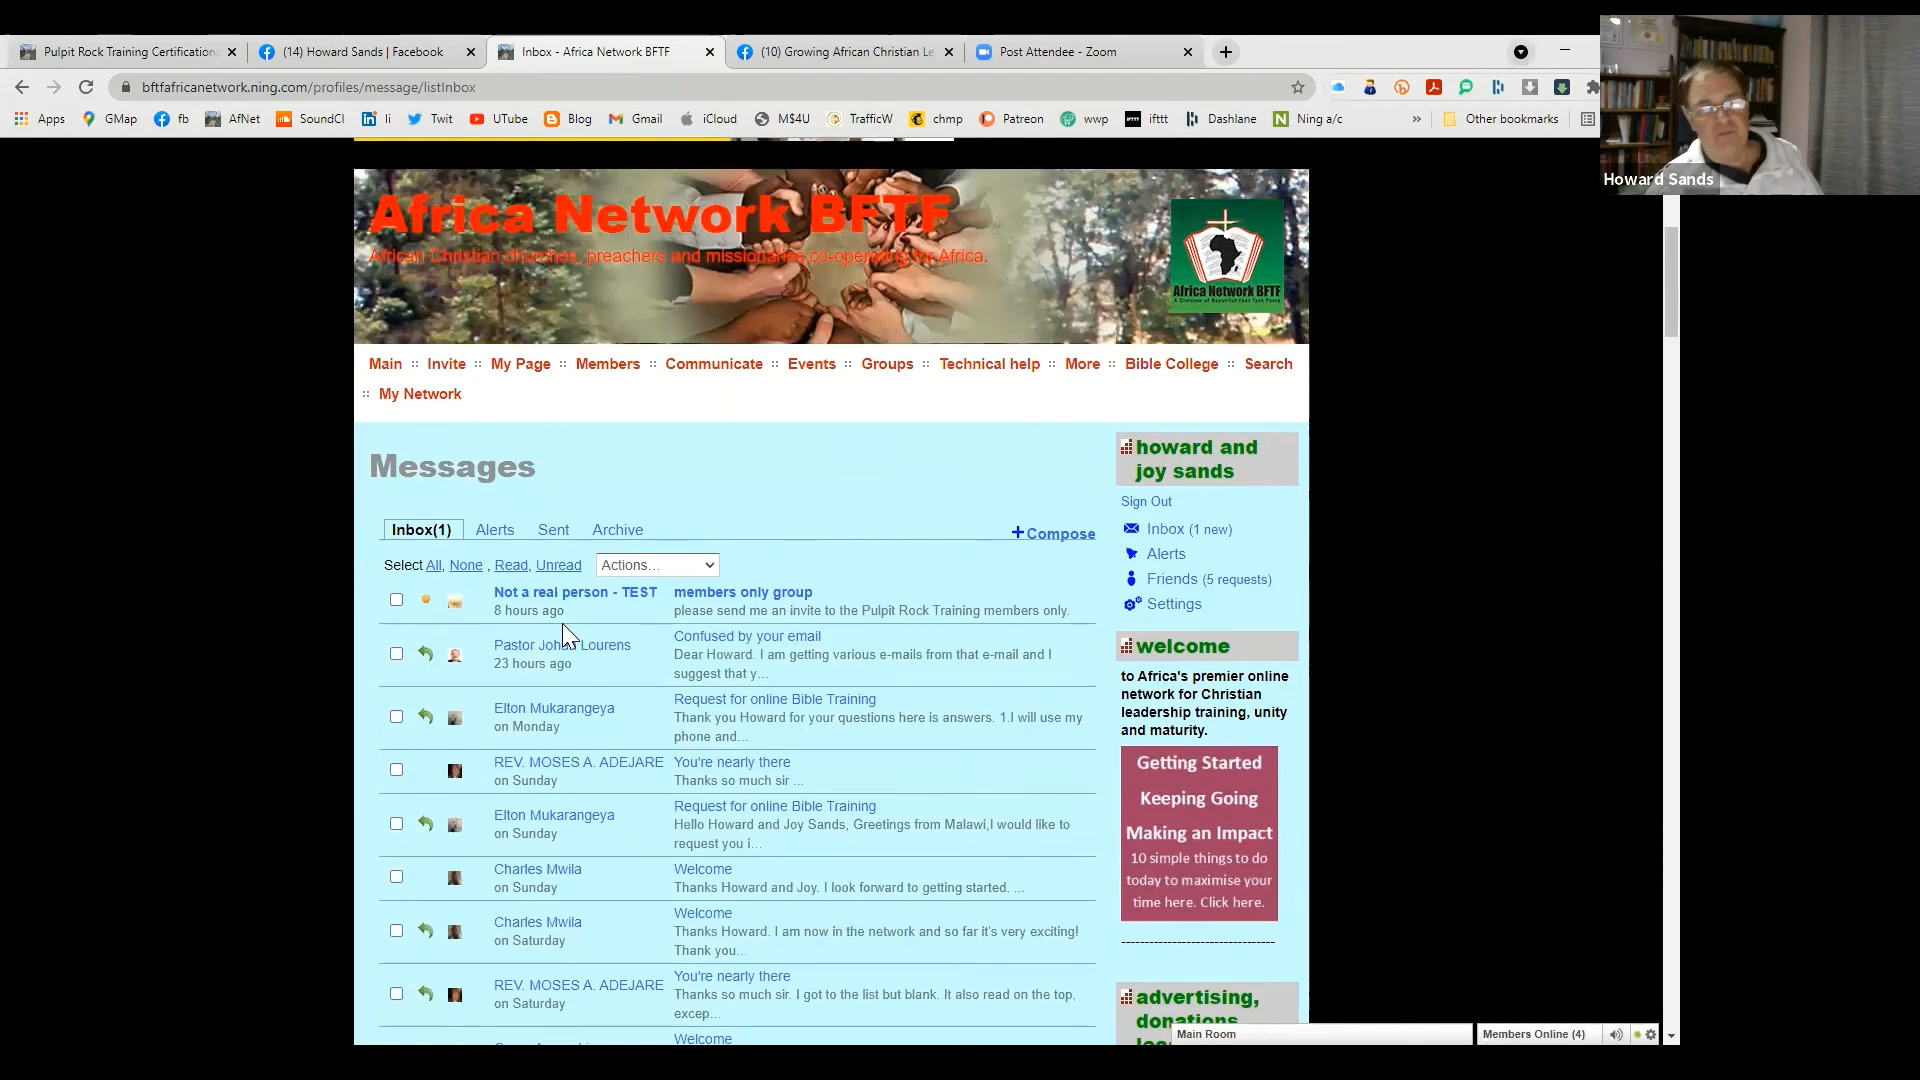 Pulpit Rock Training Certification
(14) Howard Sands | Facebook
Inbox - Africa Network BFTF
(10) Growing African Christian Le
Post Attendee - Zoom
bftfafricanetwork.ning.com/profiles/message/listInbox
Apps GMap fb AfNet SoundCl li Twit UTube Blog Gmail iCloud M$4U TrafficW chmp Patreon wwp ifttt Dashlane Ning a/c » Other bookmarks
Howard Sands
Africa Network BFTF
African Christian churches, preachers and missionaries co-operating for Africa.
Africa Network BFTF
A Division of Beautiful Feet Task Force
Main :: Invite :: My Page :: Members :: Communicate :: Events :: Groups :: Technical help :: More :: Bible College :: Search
:: My Network
Messages
Inbox(1) Alerts Sent Archive
+Compose
Select All, None , Read, Unread Actions...
Not a real person - TEST
8 hours ago
members only group
please send me an invite to the Pulpit Rock Training members only.
Pastor Johan Lourens
23 hours ago
Confused by your email
Dear Howard. I am getting various e-mails from that e-mail and I
suggest that y...
Elton Mukarangeya
on Monday
Request for online Bible Training
Thank you Howard for your questions here is answers. 1.I will use my
phone and...
REV. MOSES A. ADEJARE
on Sunday
You're nearly there
Thanks so much sir ...
Elton Mukarangeya
on Sunday
Request for online Bible Training
Hello Howard and Joy Sands, Greetings from Malawi,I would like to
request you i...
Charles Mwila
on Sunday
Welcome
Thanks Howard and Joy. I look forward to getting started. ...
Charles Mwila
on Saturday
Welcome
Thanks Howard. I am now in the network and so far it's very exciting!
Thank you...
REV. MOSES A. ADEJARE
on Saturday
You're nearly there
Thanks so much sir. I got to the list but blank. It also read on the top,
excep...
Welcome
howard and
joy sands
Sign Out
Inbox (1 new)
Alerts
Friends (5 requests)
Settings
welcome
to Africa's premier online
network for Christian
leadership training, unity
and maturity.
Getting Started
Keeping Going
Making an Impact
10 simple things to do
today to maximise your
time here. Click here.
--------------------------------
advertising,
donations
Main Room
Members Online (4)